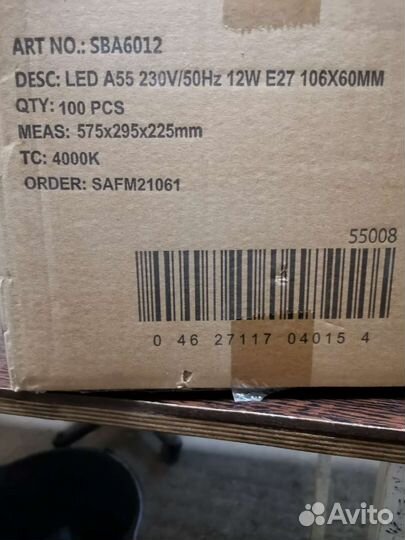 ART NO.: SBA6012
DESC: LED A55 230V/50Hz 12W E27 106X60MM
QTY: 100 PCS
MEAS: 575x295x225mm
TC: 4000K
ORDER: SAFM21061
55008
0 46 27117 04015 4
Avito